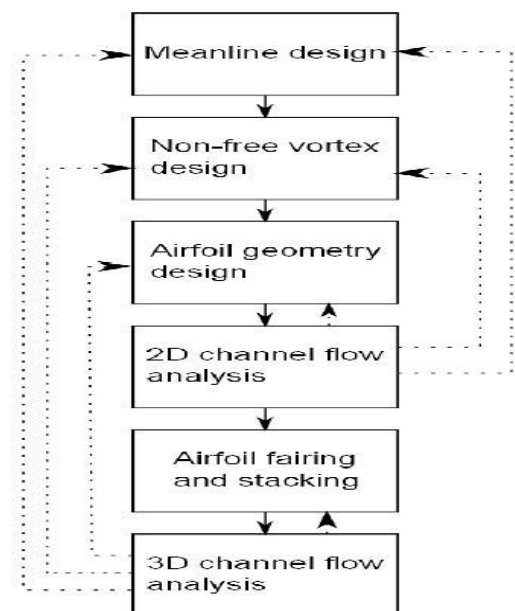 Meanline design
Non-free vortex
design
Airfoil geometry
design
2D channel flow
analysis
Airfoil fairing
and stacking
3D channel flow
analysis